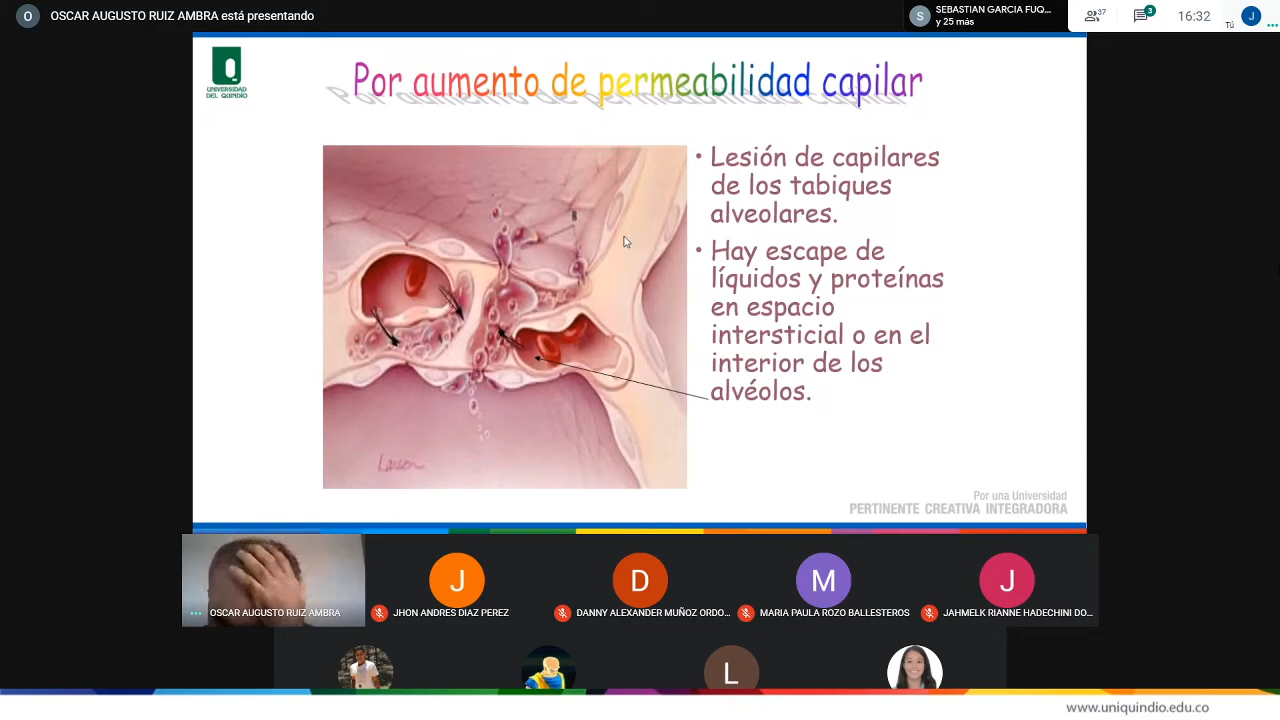 O
OSCAR AUGUSTO RUIZ AMBRA está presentando
S
SEBASTIAN GARCIA FUQ...
y 25 más
37
3
16:32
Tú
J
UNIVERSIDAD
DEL QUINDÍO
Por aumento de permeabilidad capilar
• Lesión de capilares
de los tabiques
alveolares.
• Hay escape de
líquidos y proteínas
en espacio
intersticial o en el
interior de los
alvéolos.
Por una Universidad
PERTINENTE CREATIVA INTEGRADORA
J
D
M
J
OSCAR AUGUSTO RUIZ AMBRA
JHON ANDRES DIAZ PEREZ
DANNY ALEXANDER MUÑOZ ORDO...
MARIA PAULA ROZO BALLESTEROS
JAHMELK RIANNE HADECHINI DO...
L
www.uniquindio.edu.co